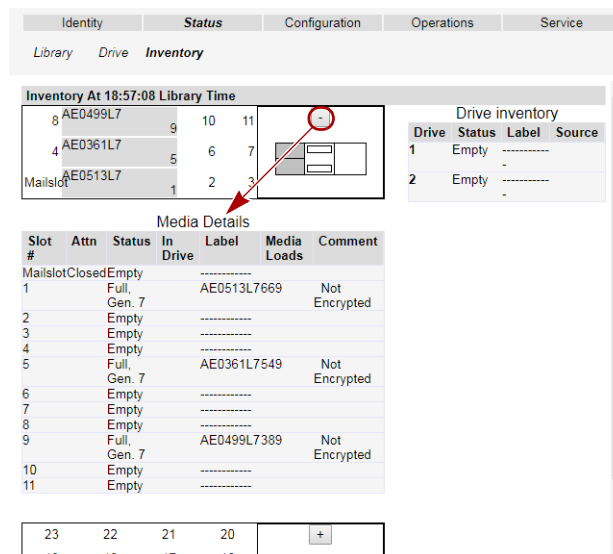 Identity Status Configuration Operations Service
Library Drive Inventory
Inventory At 18:57:08 Library Time
8 AE0499L7 9 10 11 -
4 AE0361L7 5 6 7
Mailslot AE0513L7 1 2 3
Drive inventory
Drive Status Label Source
1 Empty -----------
-
2 Empty -----------
-
Media Details
Slot # Attn Status In Drive Label Media Loads Comment
Mailslot Closed Empty ------------
1 Full, Gen. 7 AE0513L7 669 Not Encrypted
2 Empty ------------
3 Empty ------------
4 Empty ------------
5 Full, Gen. 7 AE0361L7 549 Not Encrypted
6 Empty ------------
7 Empty ------------
8 Empty ------------
9 Full, Gen. 7 AE0499L7 389 Not Encrypted
10 Empty ------------
11 Empty ------------
23 22 21 20 +